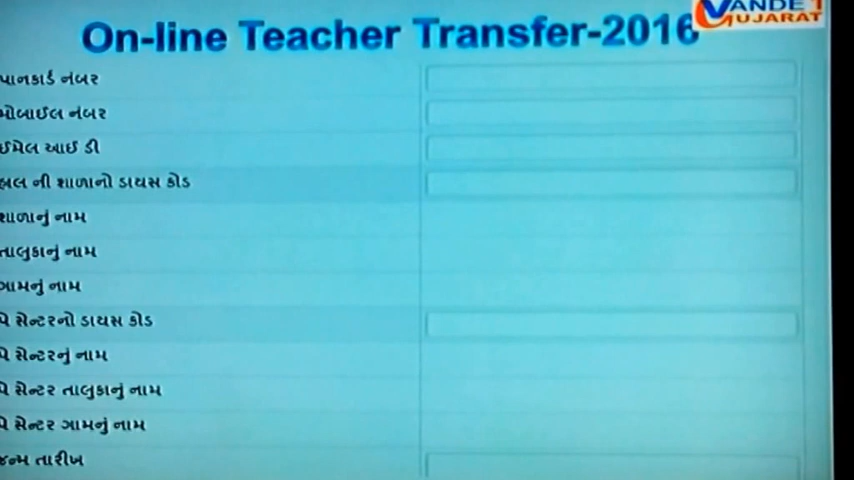 VANDE 1
GUJARAT
On-line Teacher Transfer-2016
પાનકાર્ડ નંબર
મોબાઈલ નંબર
ઈમેલ આઈ ડી
હાલ ની શાળાનો ડાયસ કોડ
શાળાનું નામ
તાલુકાનું નામ
ગામનું નામ
પે સેન્ટરનો ડાયસ કોડ
પે સેન્ટરનું નામ
પે સેન્ટર તાલુકાનું નામ
પે સેન્ટર ગામનું નામ
જન્મ તારીખ